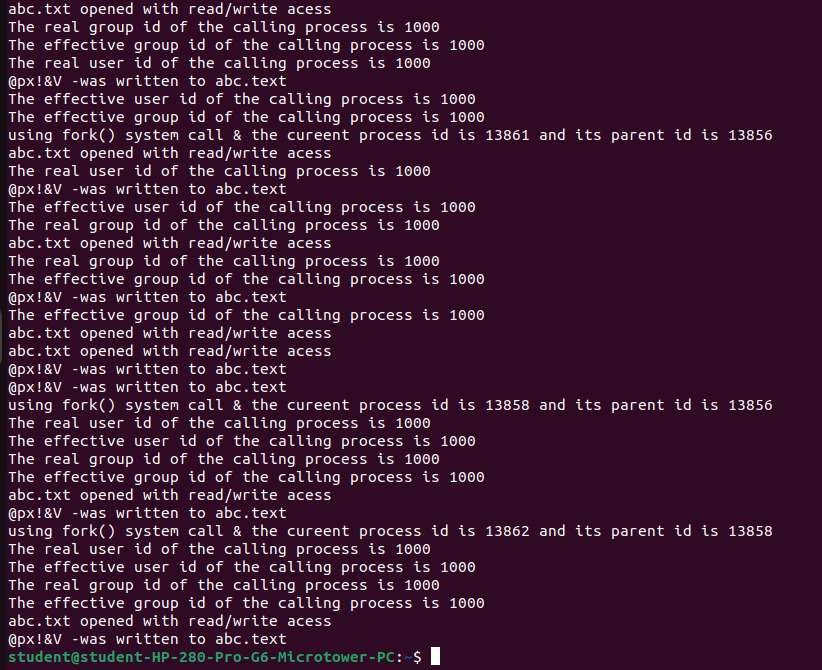 abc.txt opened with read/write acess
The real group id of the calling process is 1000
The effective group id of the calling process is 1000
The real user id of the calling process is 1000
@px!&V -was written to abc.text
The effective user id of the calling process is 1000
The effective group id of the calling process is 1000
using fork() system call & the cureent process id is 13861 and its parent id is 13856
abc.txt opened with read/write acess
The real user id of the calling process is 1000
@px!&V -was written to abc.text
The effective user id of the calling process is 1000
The real group id of the calling process is 1000
abc.txt opened with read/write acess
The real group id of the calling process is 1000
The effective group id of the calling process is 1000
@px!&V -was written to abc.text
The effective group id of the calling process is 1000
abc.txt opened with read/write acess
abc.txt opened with read/write acess
@px!&V -was written to abc.text
@px!&V -was written to abc.text
using fork() system call & the cureent process id is 13858 and its parent id is 13856
The real user id of the calling process is 1000
The effective user id of the calling process is 1000
The real group id of the calling process is 1000
The effective group id of the calling process is 1000
abc.txt opened with read/write acess
@px!&V -was written to abc.text
using fork() system call & the cureent process id is 13862 and its parent id is 13858
The real user id of the calling process is 1000
The effective user id of the calling process is 1000
The real group id of the calling process is 1000
The effective group id of the calling process is 1000
abc.txt opened with read/write acess
@px!&V -was written to abc.text
student@student-HP-280-Pro-G6-Microtower-PC:~$